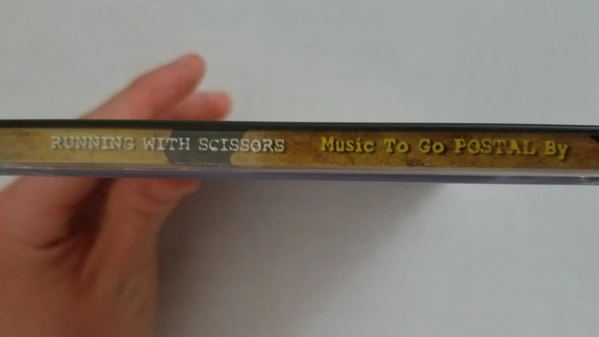 RUNNING WITH SCISSORS Music To Go POSTAL By